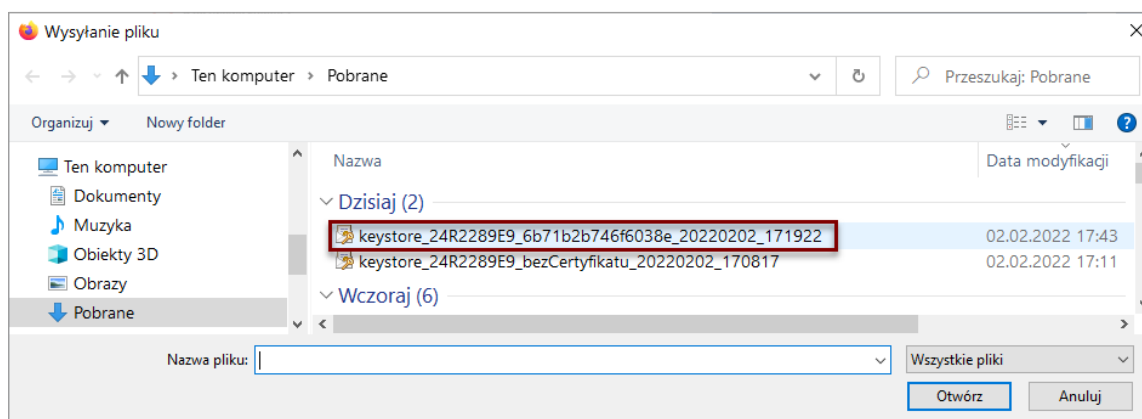 Wysyłanie pliku
Ten komputer › Pobrane
Przeszukaj: Pobrane
Organizuj Nowy folder
Nazwa Data modyfikacji
Ten komputer
Dokumenty
Muzyka
Obiekty 3D
Obrazy
Pobrane
Dzisiaj (2)
keystore_24R2289E9_6b71b2b746f6038e_20220202_171922 02.02.2022 17:43
keystore_24R2289E9_bezCertyfikatu_20220202_170817 02.02.2022 17:11
Wczoraj (6)
Nazwa pliku: Wszystkie pliki
Otwórz Anuluj